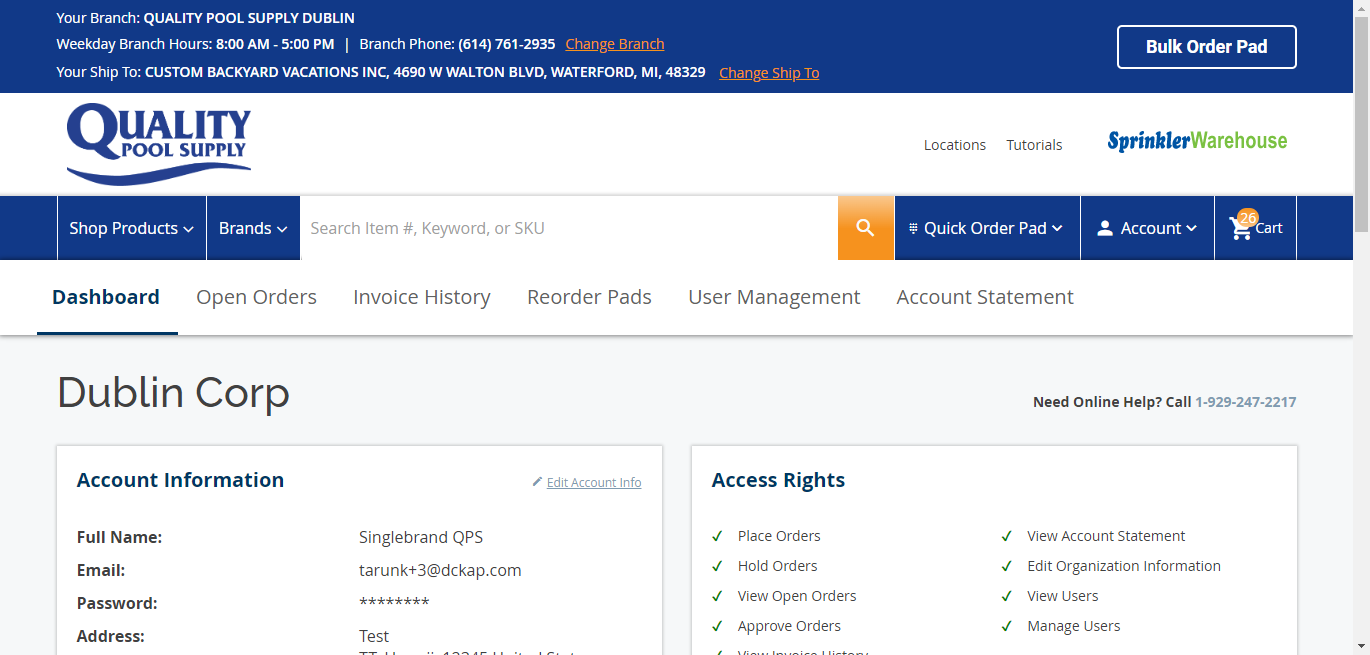 Your Branch: QUALITY POOL SUPPLY DUBLIN
Weekday Branch Hours: 8:00 AM - 5:00 PM | Branch Phone: (614) 761-2935 Change Branch
Your Ship To: CUSTOM BACKYARD VACATIONS INC, 4690 W WALTON BLVD, WATERFORD, MI, 48329 Change Ship To
Bulk Order Pad
QUALITY
POOL SUPPLY
Locations Tutorials
SprinklerWarehouse
Shop Products Brands Search Item #, Keyword, or SKU Quick Order Pad Account 26 Cart
Dashboard Open Orders Invoice History Reorder Pads User Management Account Statement
Dublin Corp
Need Online Help? Call 1-929-247-2217
Account Information Edit Account Info
Full Name: Singlebrand QPS
Email: tarunk+3@dckap.com
Password: ********
Address: Test
Access Rights
Place Orders View Account Statement
Hold Orders Edit Organization Information
View Open Orders View Users
Approve Orders Manage Users
View Invoice History